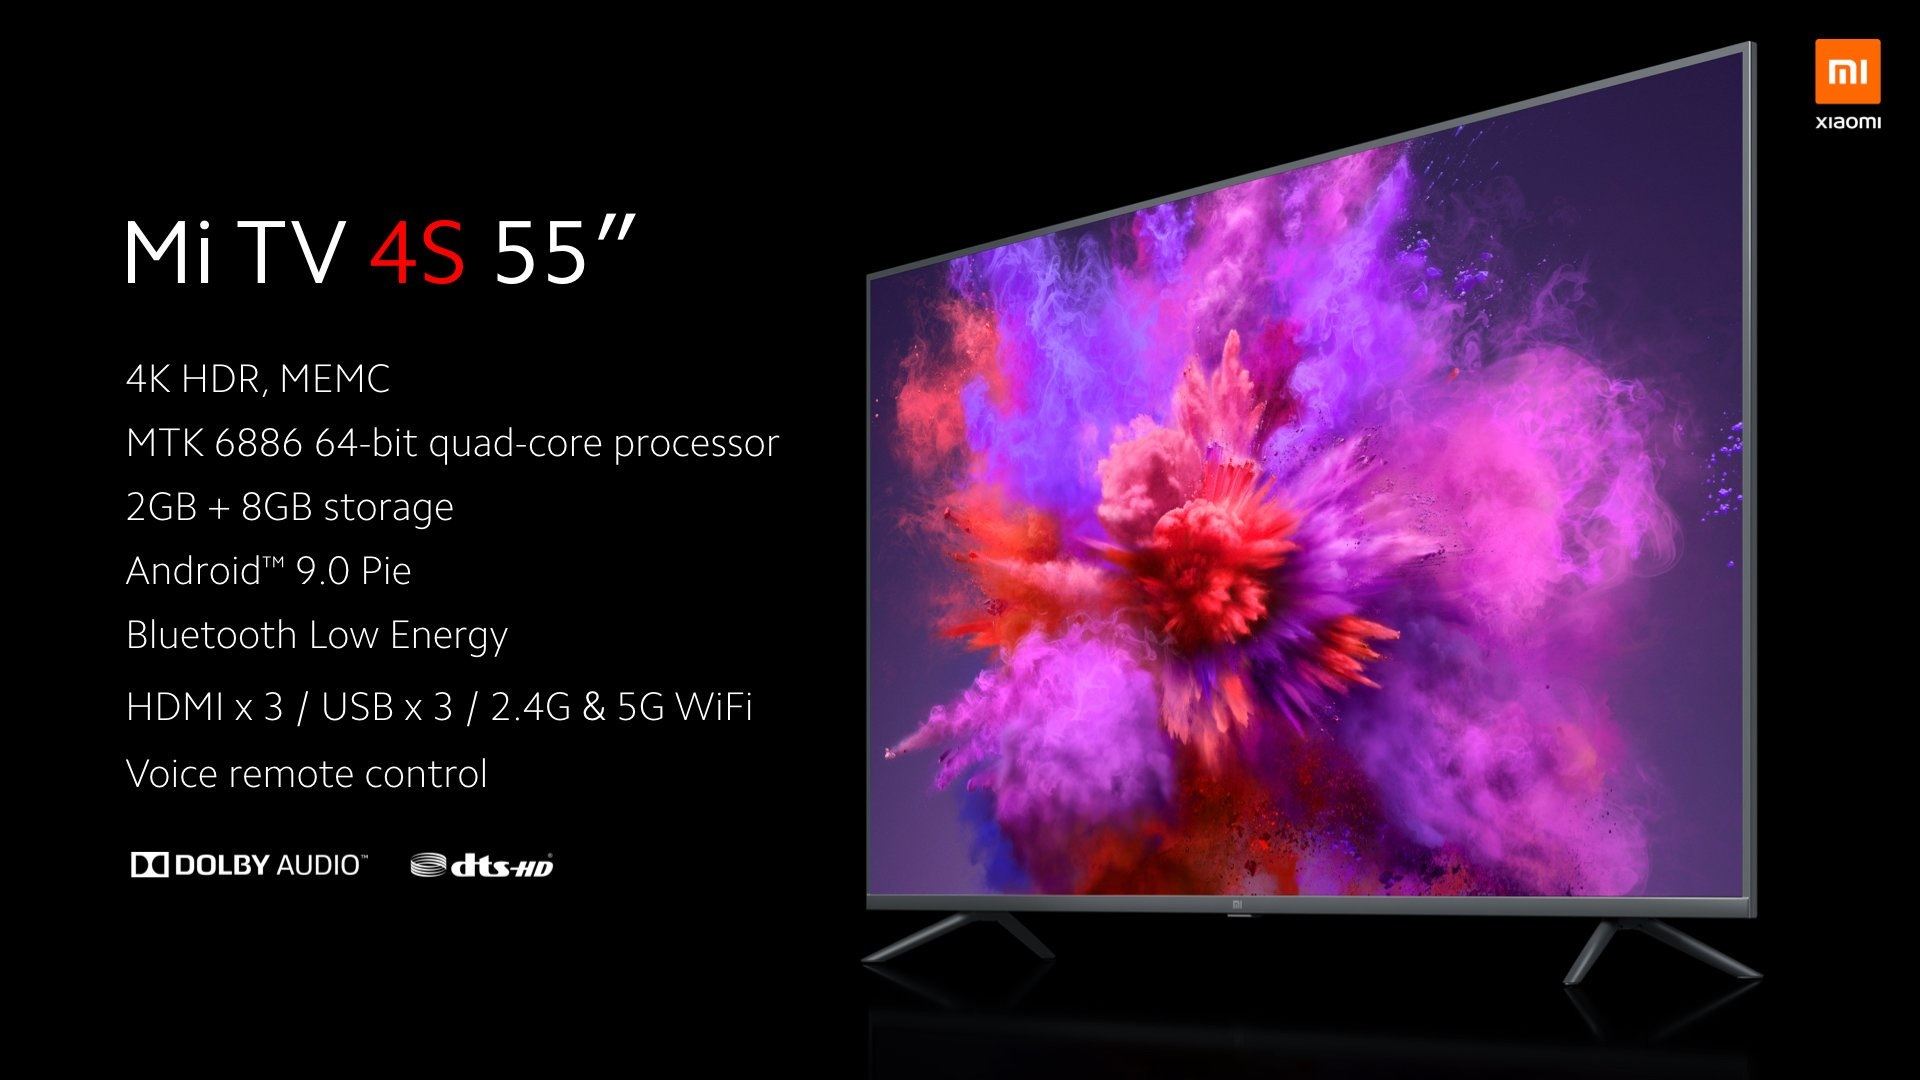 mi
xiaomi
Mi TV 4S 55″
4K HDR, MEMC
MTK 6886 64-bit quad-core processor
2GB + 8GB storage
Android™ 9.0 Pie
Bluetooth Low Energy
HDMI x 3 / USB x 3 / 2.4G & 5G WiFi
Voice remote control
DOLBY AUDIO™ dts-HD®
mi